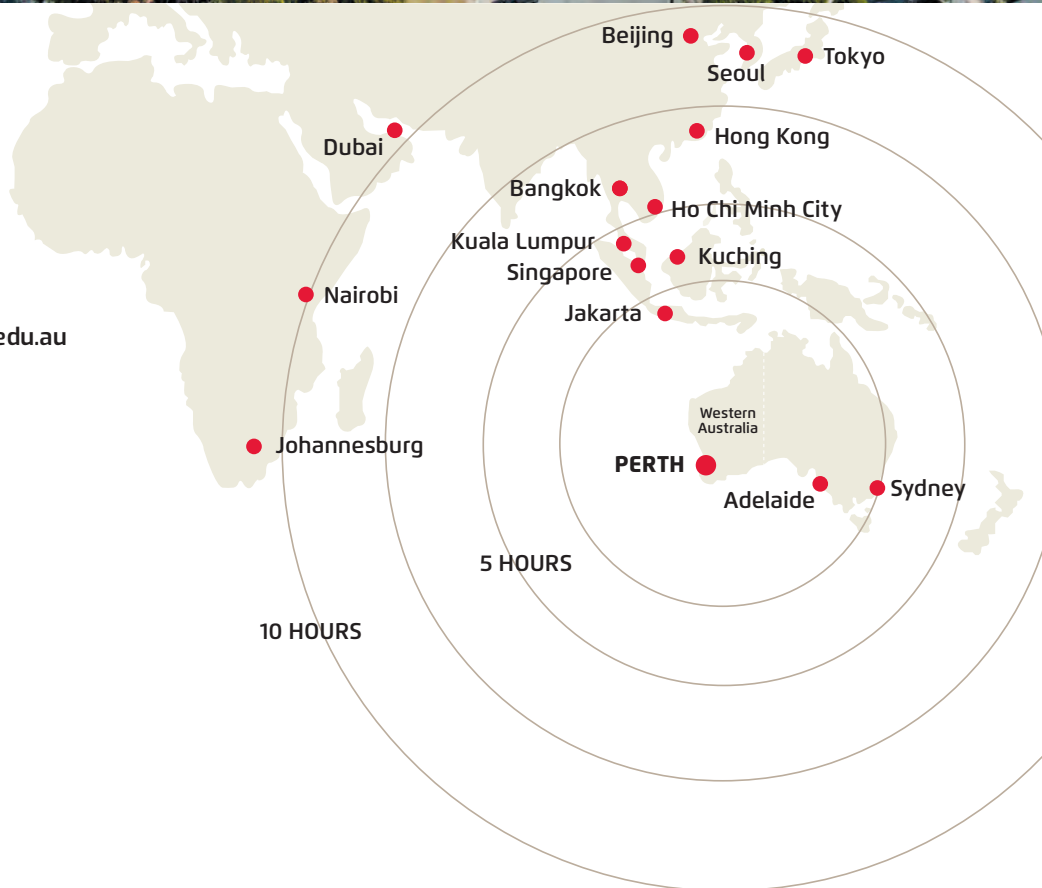 Beijing
Seoul
Tokyo
Dubai
Hong Kong
Bangkok
Ho Chi Minh City
Kuala Lumpur
Singapore
Kuching
Nairobi
Jakarta
edu.au
Western
Australia
Johannesburg
PERTH
Adelaide
Sydney
5 HOURS
10 HOURS